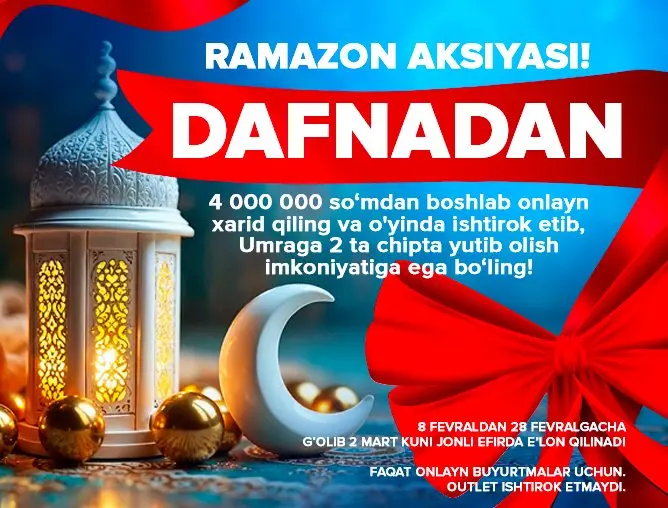 RAMAZON AKSIYASI!
DAFNADAN
4 000 000 so‘mdan boshlab onlayn
xarid qiling va o'yinda ishtirok etib,
Umraga 2 ta chipta yutib olish
imkoniyatiga ega bo‘ling!
8 FEVRALDAN 28 FEVRALGACHA
G'OLIB 2 MART KUNI JONLI EFIRDA E'LON QILINADI
FAQAT ONLAYN BUYURTMALAR UCHUN.
OUTLET ISHTIROK ETMAYDI.